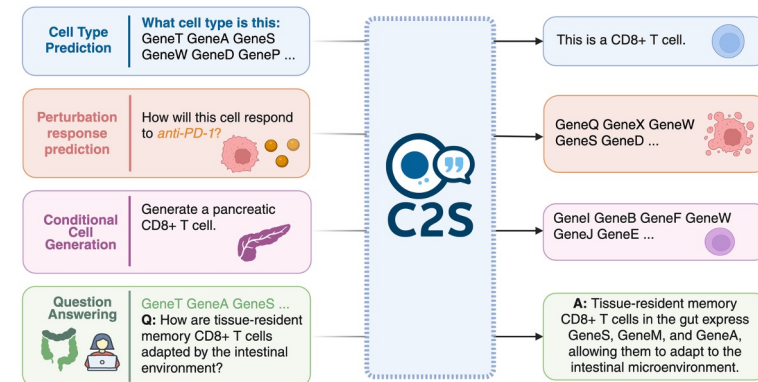 Cell Type
Prediction
What cell type is this:
GeneT GeneA GeneS
GeneW GeneD GeneP ...
This is a CD8+ T cell.
Perturbation
response
prediction
How will this cell respond
to anti-PD-1?
GeneQ GeneX GeneW
GeneS GeneD ...
Conditional
Cell
Generation
Generate a pancreatic
CD8+ T cell.
GeneI GeneB GeneF GeneW
GeneJ GeneE ...
Question
Answering
GeneT GeneA GeneS ...
Q: How are tissue-resident
memory CD8+ T cells
adapted by the intestinal
environment?
C2S
A: Tissue-resident memory
CD8+ T cells in the gut express
GeneS, GeneM, and GeneA,
allowing them to adapt to the
intestinal microenvironment.